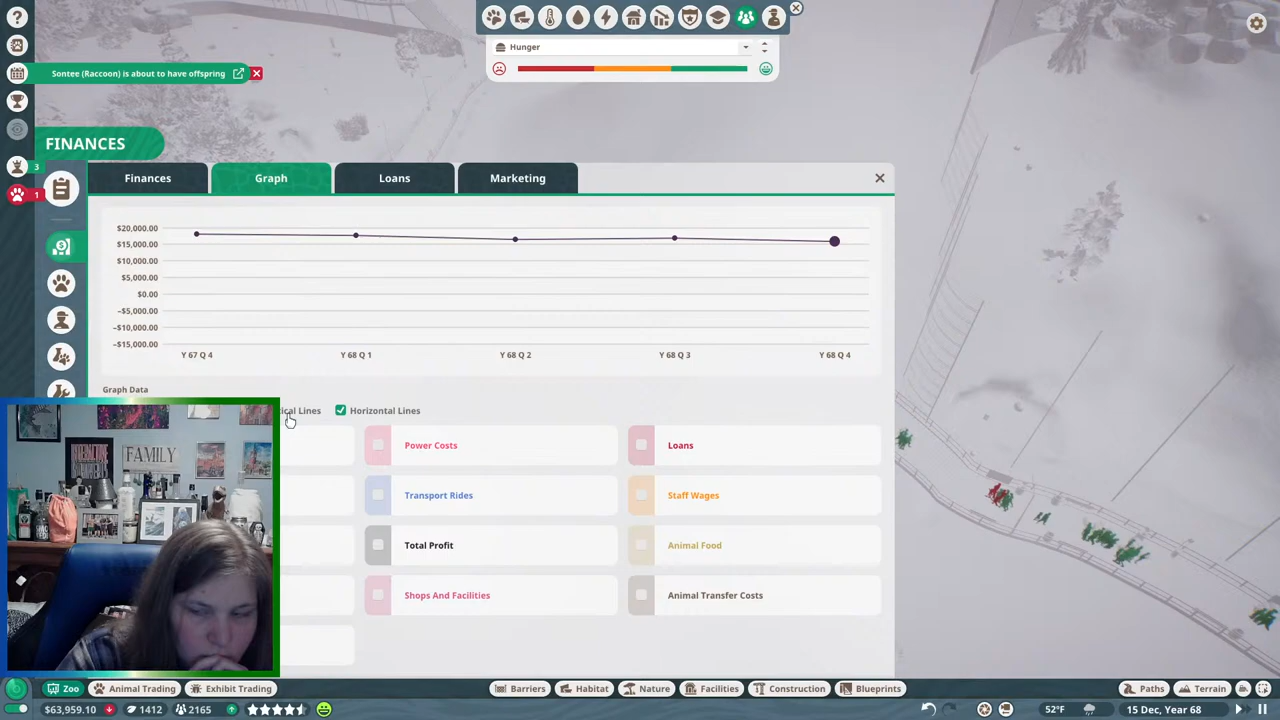 Hunger
Sontee (Raccoon) is about to have offspring
3
1
FINANCES
Finances
Graph
Loans
Marketing
$20,000.00
$15,000.00
$10,000.00
$5,000.00
$0.00
-$5,000.00
-$10,000.00
-$15,000.00
Y 67 Q 4
Y 68 Q 1
Y 68 Q 2
Y 68 Q 3
Y 68 Q 4
Graph Data
Lines
Horizontal Lines
Power Costs
Loans
Transport Rides
Staff Wages
Total Profit
Animal Food
Shops And Facilities
Animal Transfer Costs
FAMILY
Zoo
Animal Trading
Exhibit Trading
Barriers
Habitat
Nature
Facilities
Construction
Blueprints
Paths
Terrain
$63,959.10
1412
2165
52°F
15 Dec, Year 68